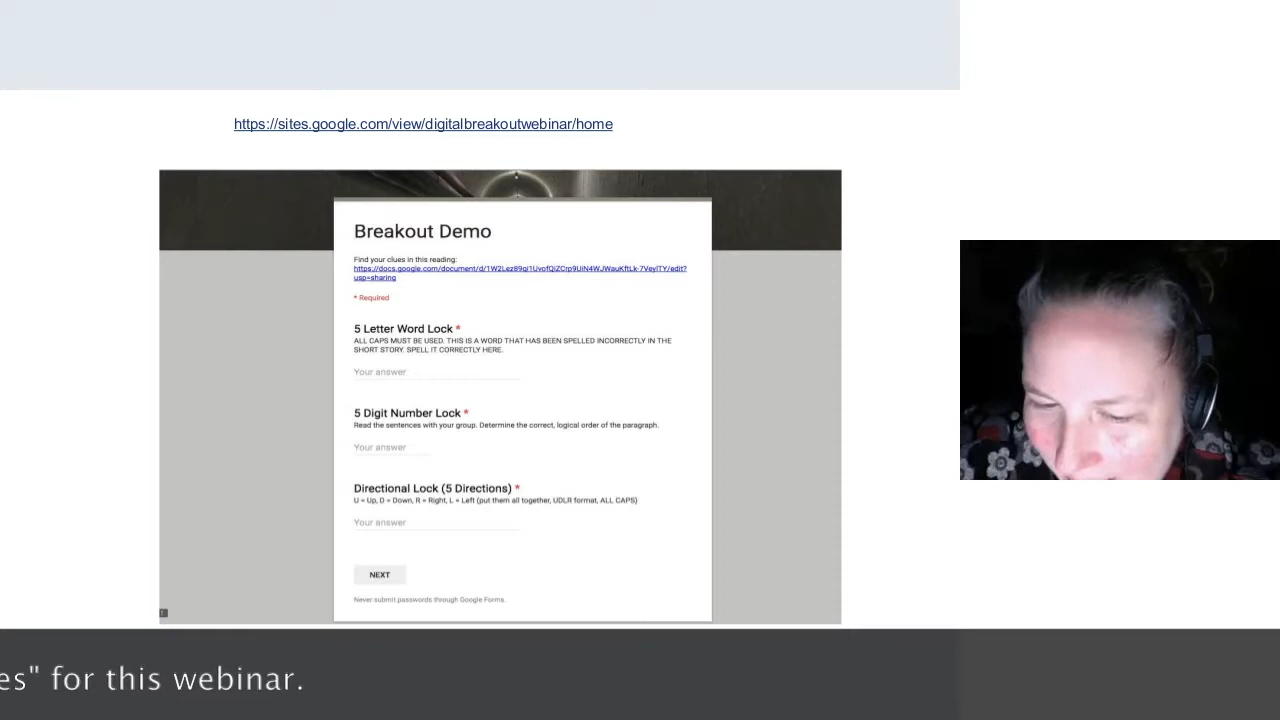 https://sites.google.com/view/digitalbreakoutwebinar/home
Breakout Demo
Find your clues in this reading:
usp=sharing
* Required
5 Letter Word Lock *
ALL CAPS MUST BE USED. THIS IS A WORD THAT HAS BEEN SPELLED INCORRECTLY IN THE
SHORT STORY. SPELL IT CORRECTLY HERE.
Your answer
5 Digit Number Lock *
Read the sentences with your group. Determine the correct, logical order of the paragraph.
Your answer
Directional Lock (5 Directions) *
U = Up, D = Down, R = Right, L = Left (put them all together, UDLR format, ALL CAPS)
Your answer
NEXT
Never submit passwords through Google Forms.
es" for this webinar.